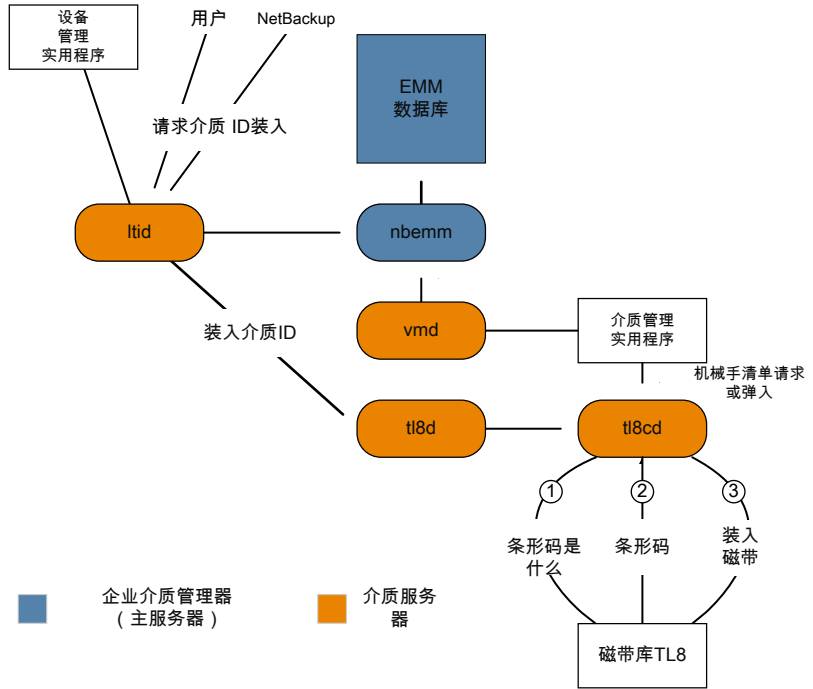 设备
管理
实用程序
用户
NetBackup
EMM
数据库
请求介质 ID装入
ltid
nbemm
装入介质ID
vmd
介质管理
实用程序
机械手清单请求
或弹入
tl8d
tl8cd
1
2
3
条形码是
什么
条形码
装入
磁带
企业介质管理器
（主服务器）
介质服务
器
磁带库TL8